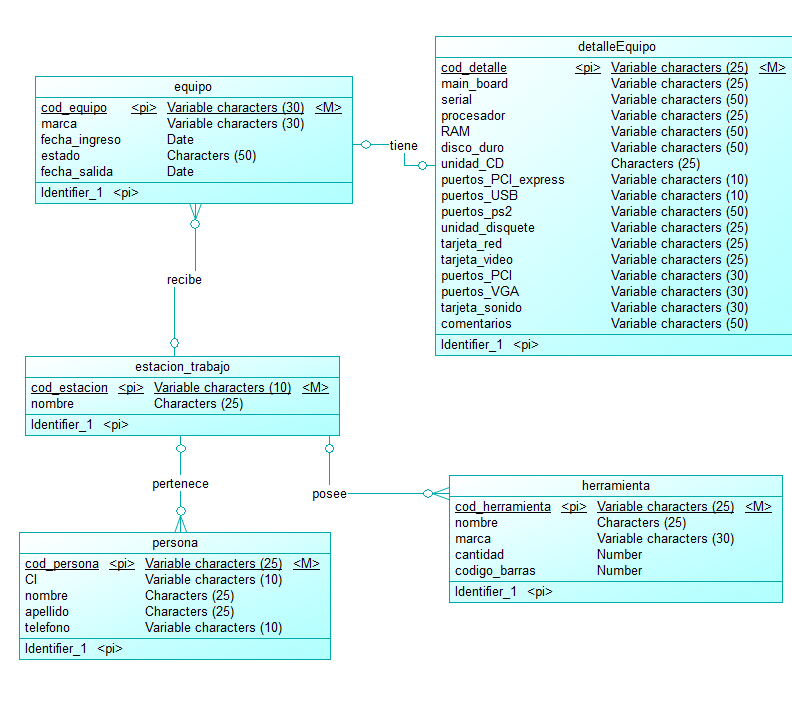 detalleEquipo
cod_detalle <pi> Variable characters (25) <M>
main_board Variable characters (25)
serial Variable characters (50)
procesador Variable characters (25)
RAM Variable characters (50)
disco_duro Variable characters (50)
unidad_CD Characters (25)
puertos_PCI_express Variable characters (10)
puertos_USB Variable characters (10)
puertos_ps2 Variable characters (50)
unidad_disquete Variable characters (25)
tarjeta_red Variable characters (25)
tarjeta_video Variable characters (25)
puertos_PCI Variable characters (30)
puertos_VGA Variable characters (30)
tarjeta_sonido Variable characters (30)
comentarios Variable characters (50)
Identifier_1 <pi>
equipo
cod_equipo <pi> Variable characters (30) <M>
marca Variable characters (30)
fecha_ingreso Date
estado Characters (50)
fecha_salida Date
Identifier_1 <pi>
tiene
recibe
estacion_trabajo
cod_estacion <pi> Variable characters (10) <M>
nombre Characters (25)
Identifier_1 <pi>
pertenece
posee
herramienta
cod_herramienta <pi> Variable characters (25) <M>
nombre Characters (25)
marca Variable characters (30)
cantidad Number
codigo_barras Number
Identifier_1 <pi>
persona
cod_persona <pi> Variable characters (25) <M>
CI Variable characters (10)
nombre Characters (25)
apellido Characters (25)
telefono Variable characters (10)
Identifier_1 <pi>